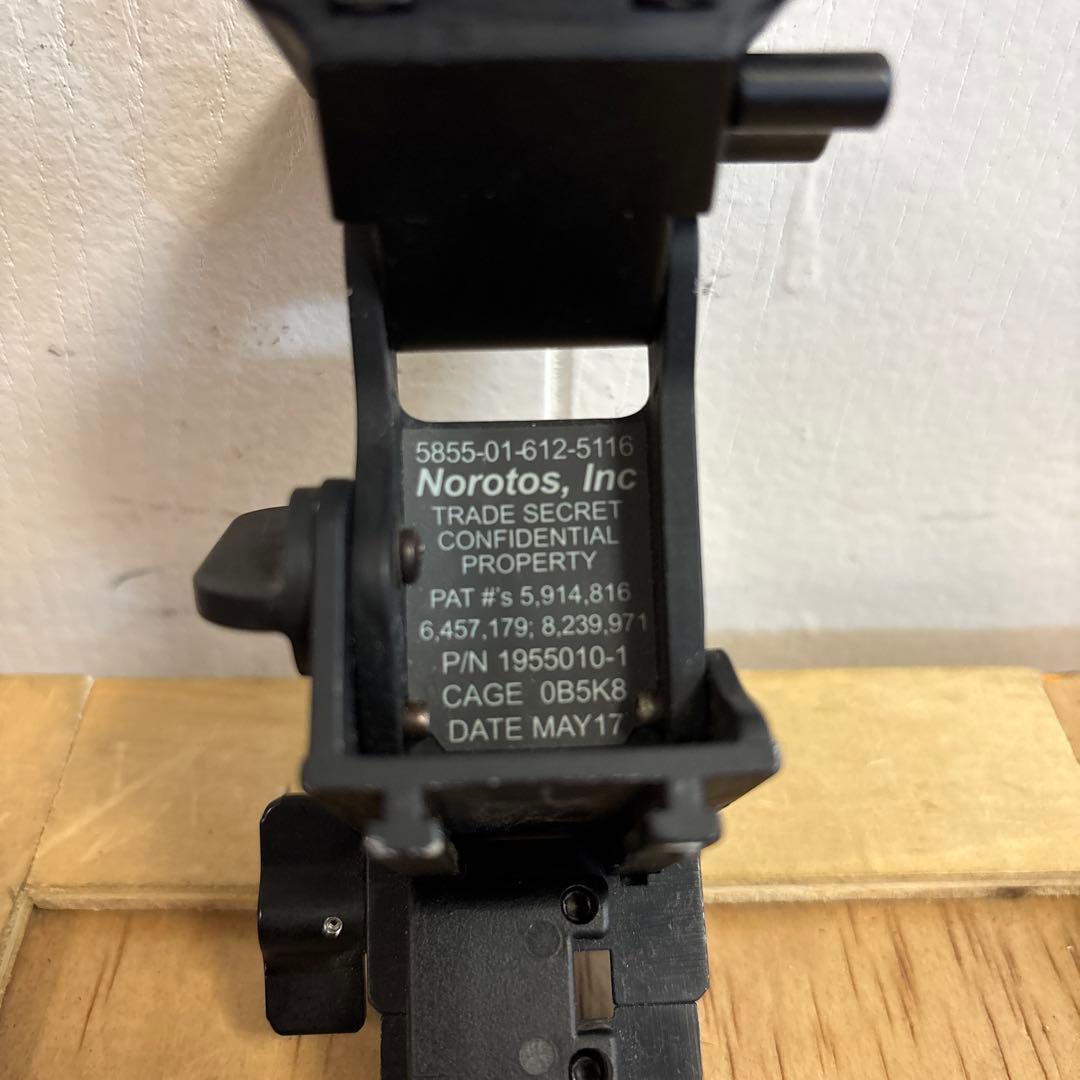 5855-01-612-5116
Norotos, Inc
TRADE SECRET
CONFIDENTIAL
PROPERTY
PAT #'s 5,914,816
6,457,179; 8,239,971
P/N 1955010-1
CAGE 0B5K8
DATE MAY17